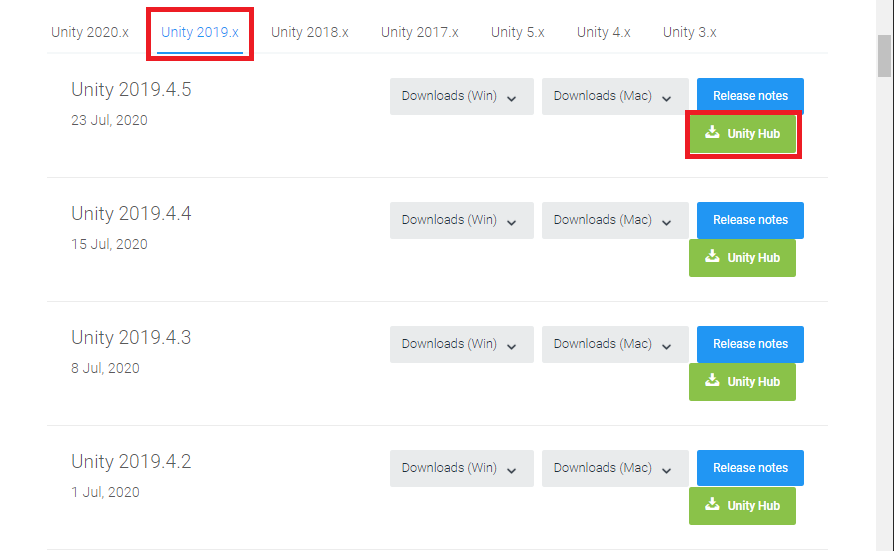 Unity 2020.x Unity 2019.x Unity 2018.x Unity 2017.x Unity 5.x Unity 4.x Unity 3.x
Unity 2019.4.5 Downloads (Win) Downloads (Mac) Release notes
23 Jul, 2020 Unity Hub
Unity 2019.4.4 Downloads (Win) Downloads (Mac) Release notes
15 Jul, 2020 Unity Hub
Unity 2019.4.3 Downloads (Win) Downloads (Mac) Release notes
8 Jul, 2020 Unity Hub
Unity 2019.4.2 Downloads (Win) Downloads (Mac) Release notes
1 Jul, 2020 Unity Hub